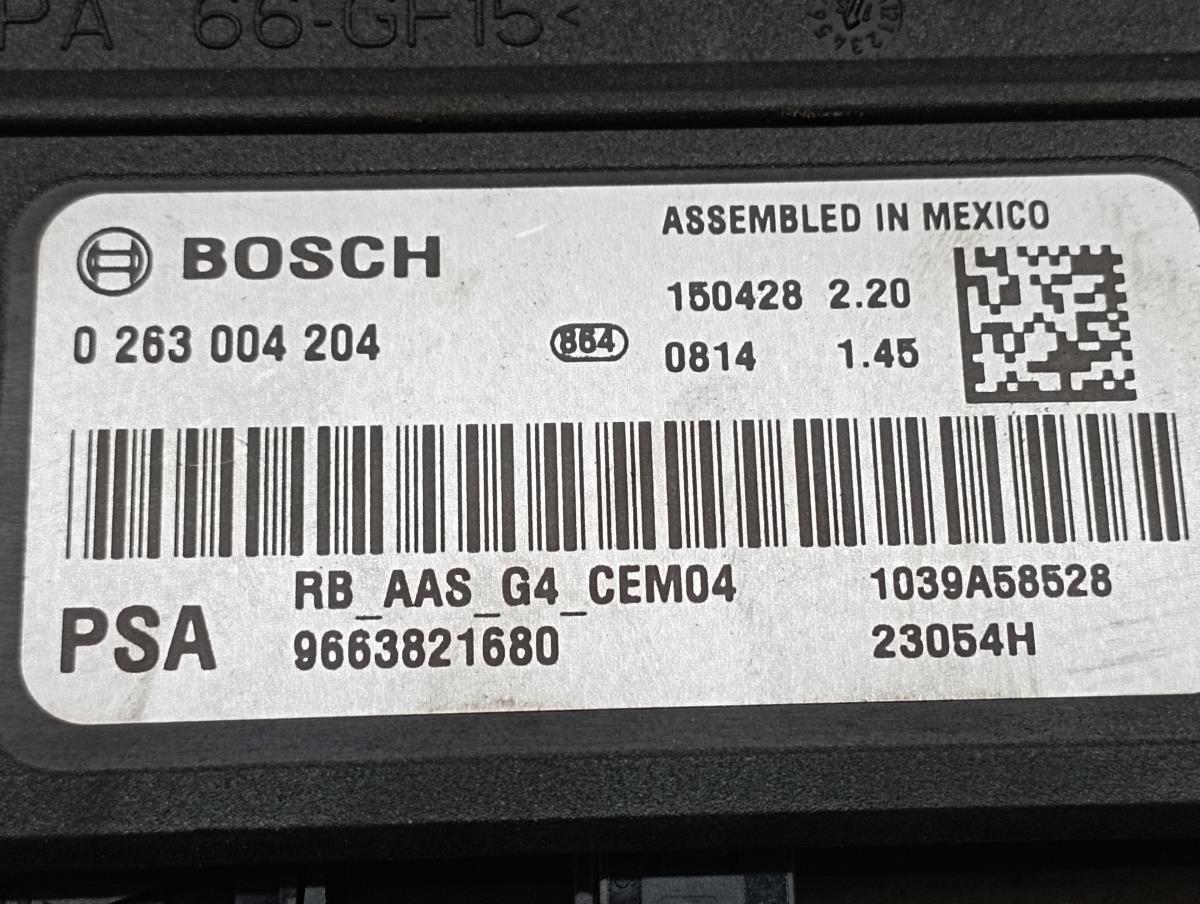 PA 66-GF15<
BOSCH
ASSEMBLED IN MEXICO
0 263 004 204
864
150428 2.20
0814 1.45
RB_AAS_G4_CEM04
1039A58528
PSA
9663821680
23054H